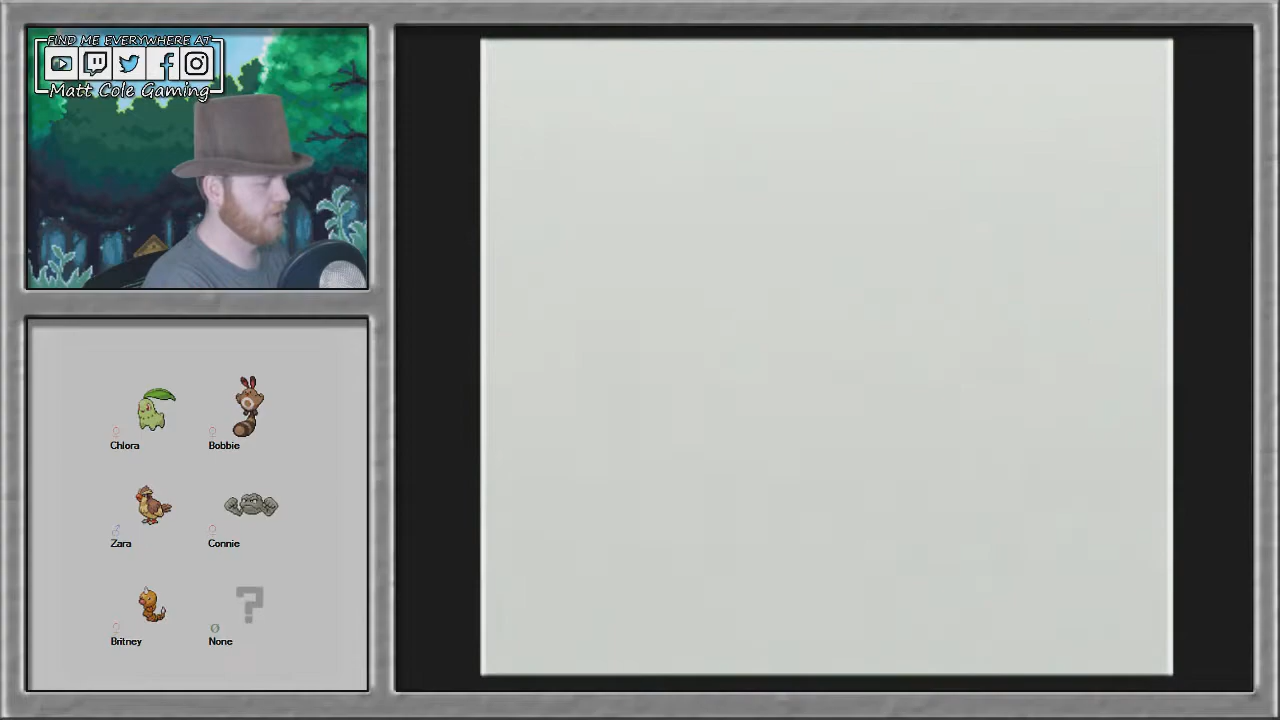 FIND ME EVERYWHERE AT:
Matt Cole Gaming
Chlora
Bobbie
Zara
Connie
Britney
None